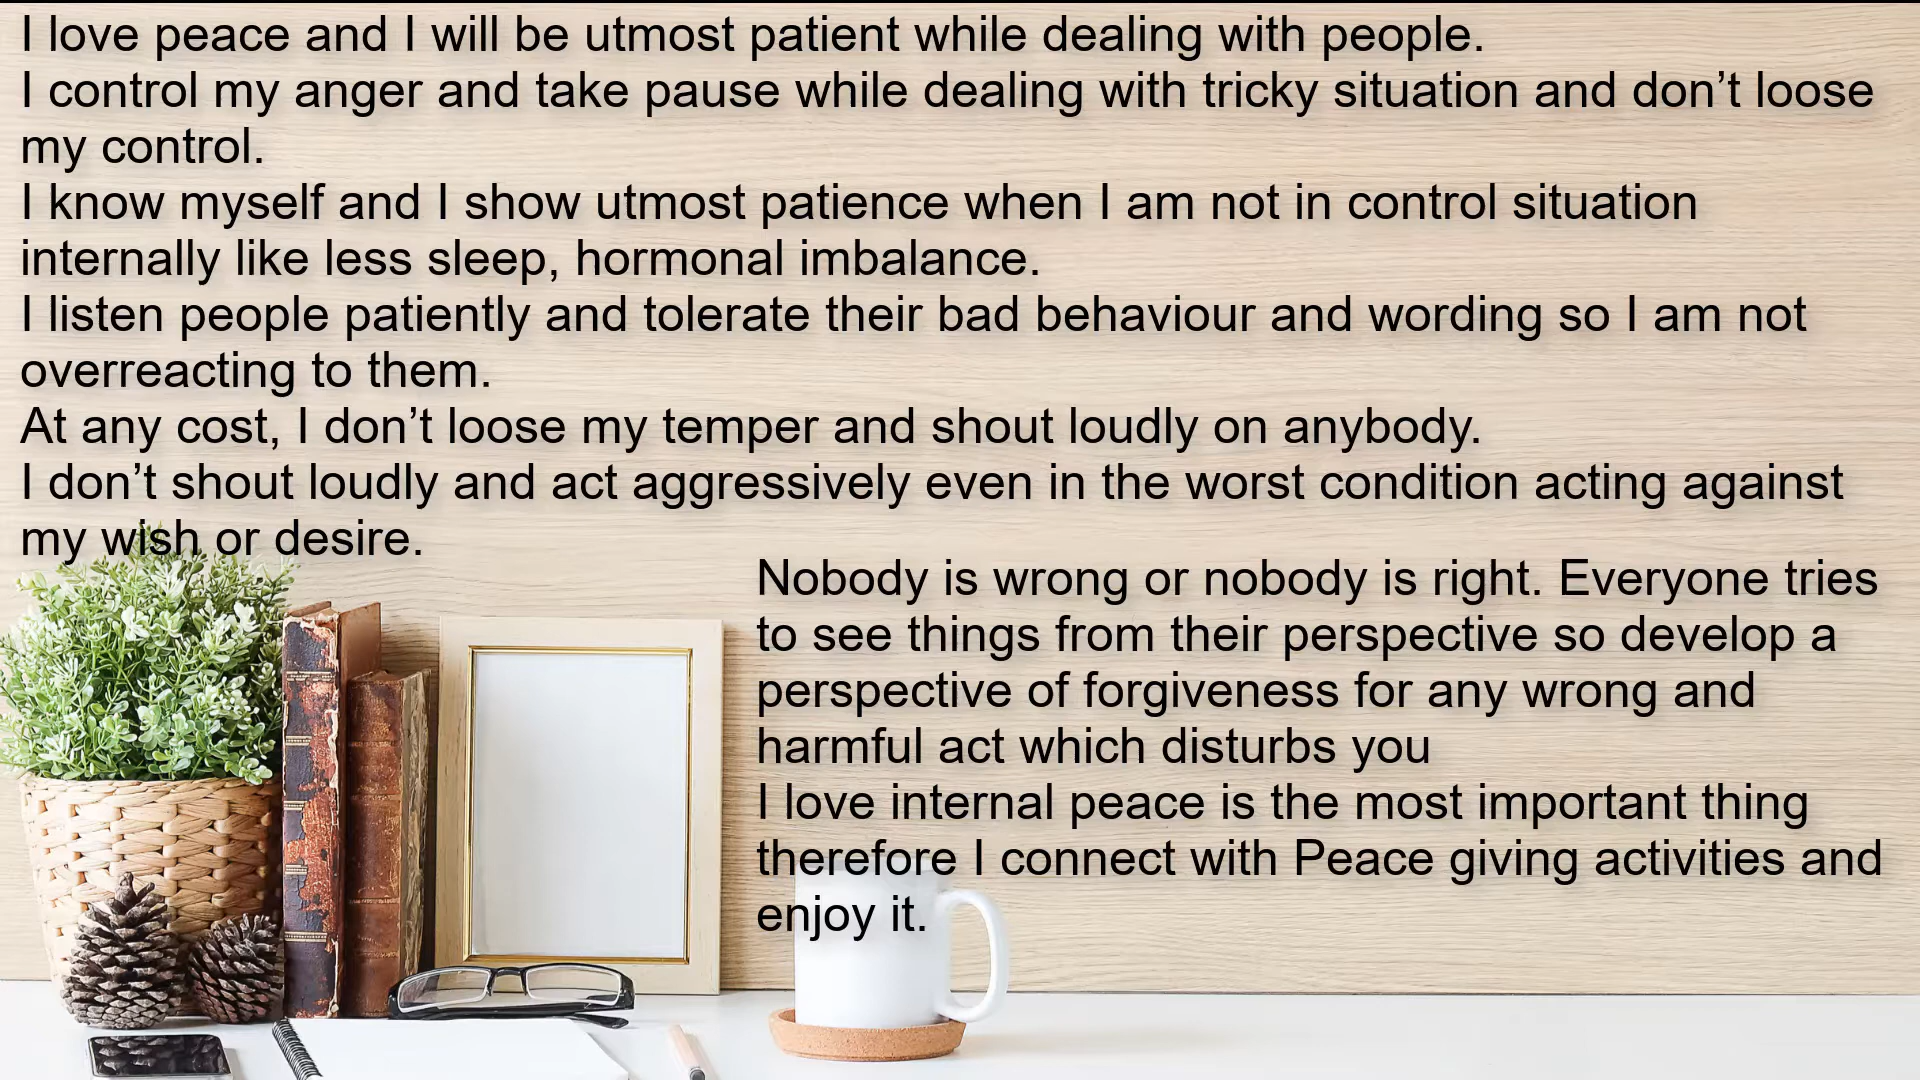 I love peace and I will be utmost patient while dealing with people.
I control my anger and take pause while dealing with tricky situation and don’t loose
my control.
I know myself and I show utmost patience when I am not in control situation
internally like less sleep, hormonal imbalance.
I listen people patiently and tolerate their bad behaviour and wording so I am not
overreacting to them.
At any cost, I don’t loose my temper and shout loudly on anybody.
I don’t shout loudly and act aggressively even in the worst condition acting against
my wish or desire.
Nobody is wrong or nobody is right. Everyone tries
to see things from their perspective so develop a
perspective of forgiveness for any wrong and
harmful act which disturbs you
I love internal peace is the most important thing
therefore I connect with Peace giving activities and
enjoy it.